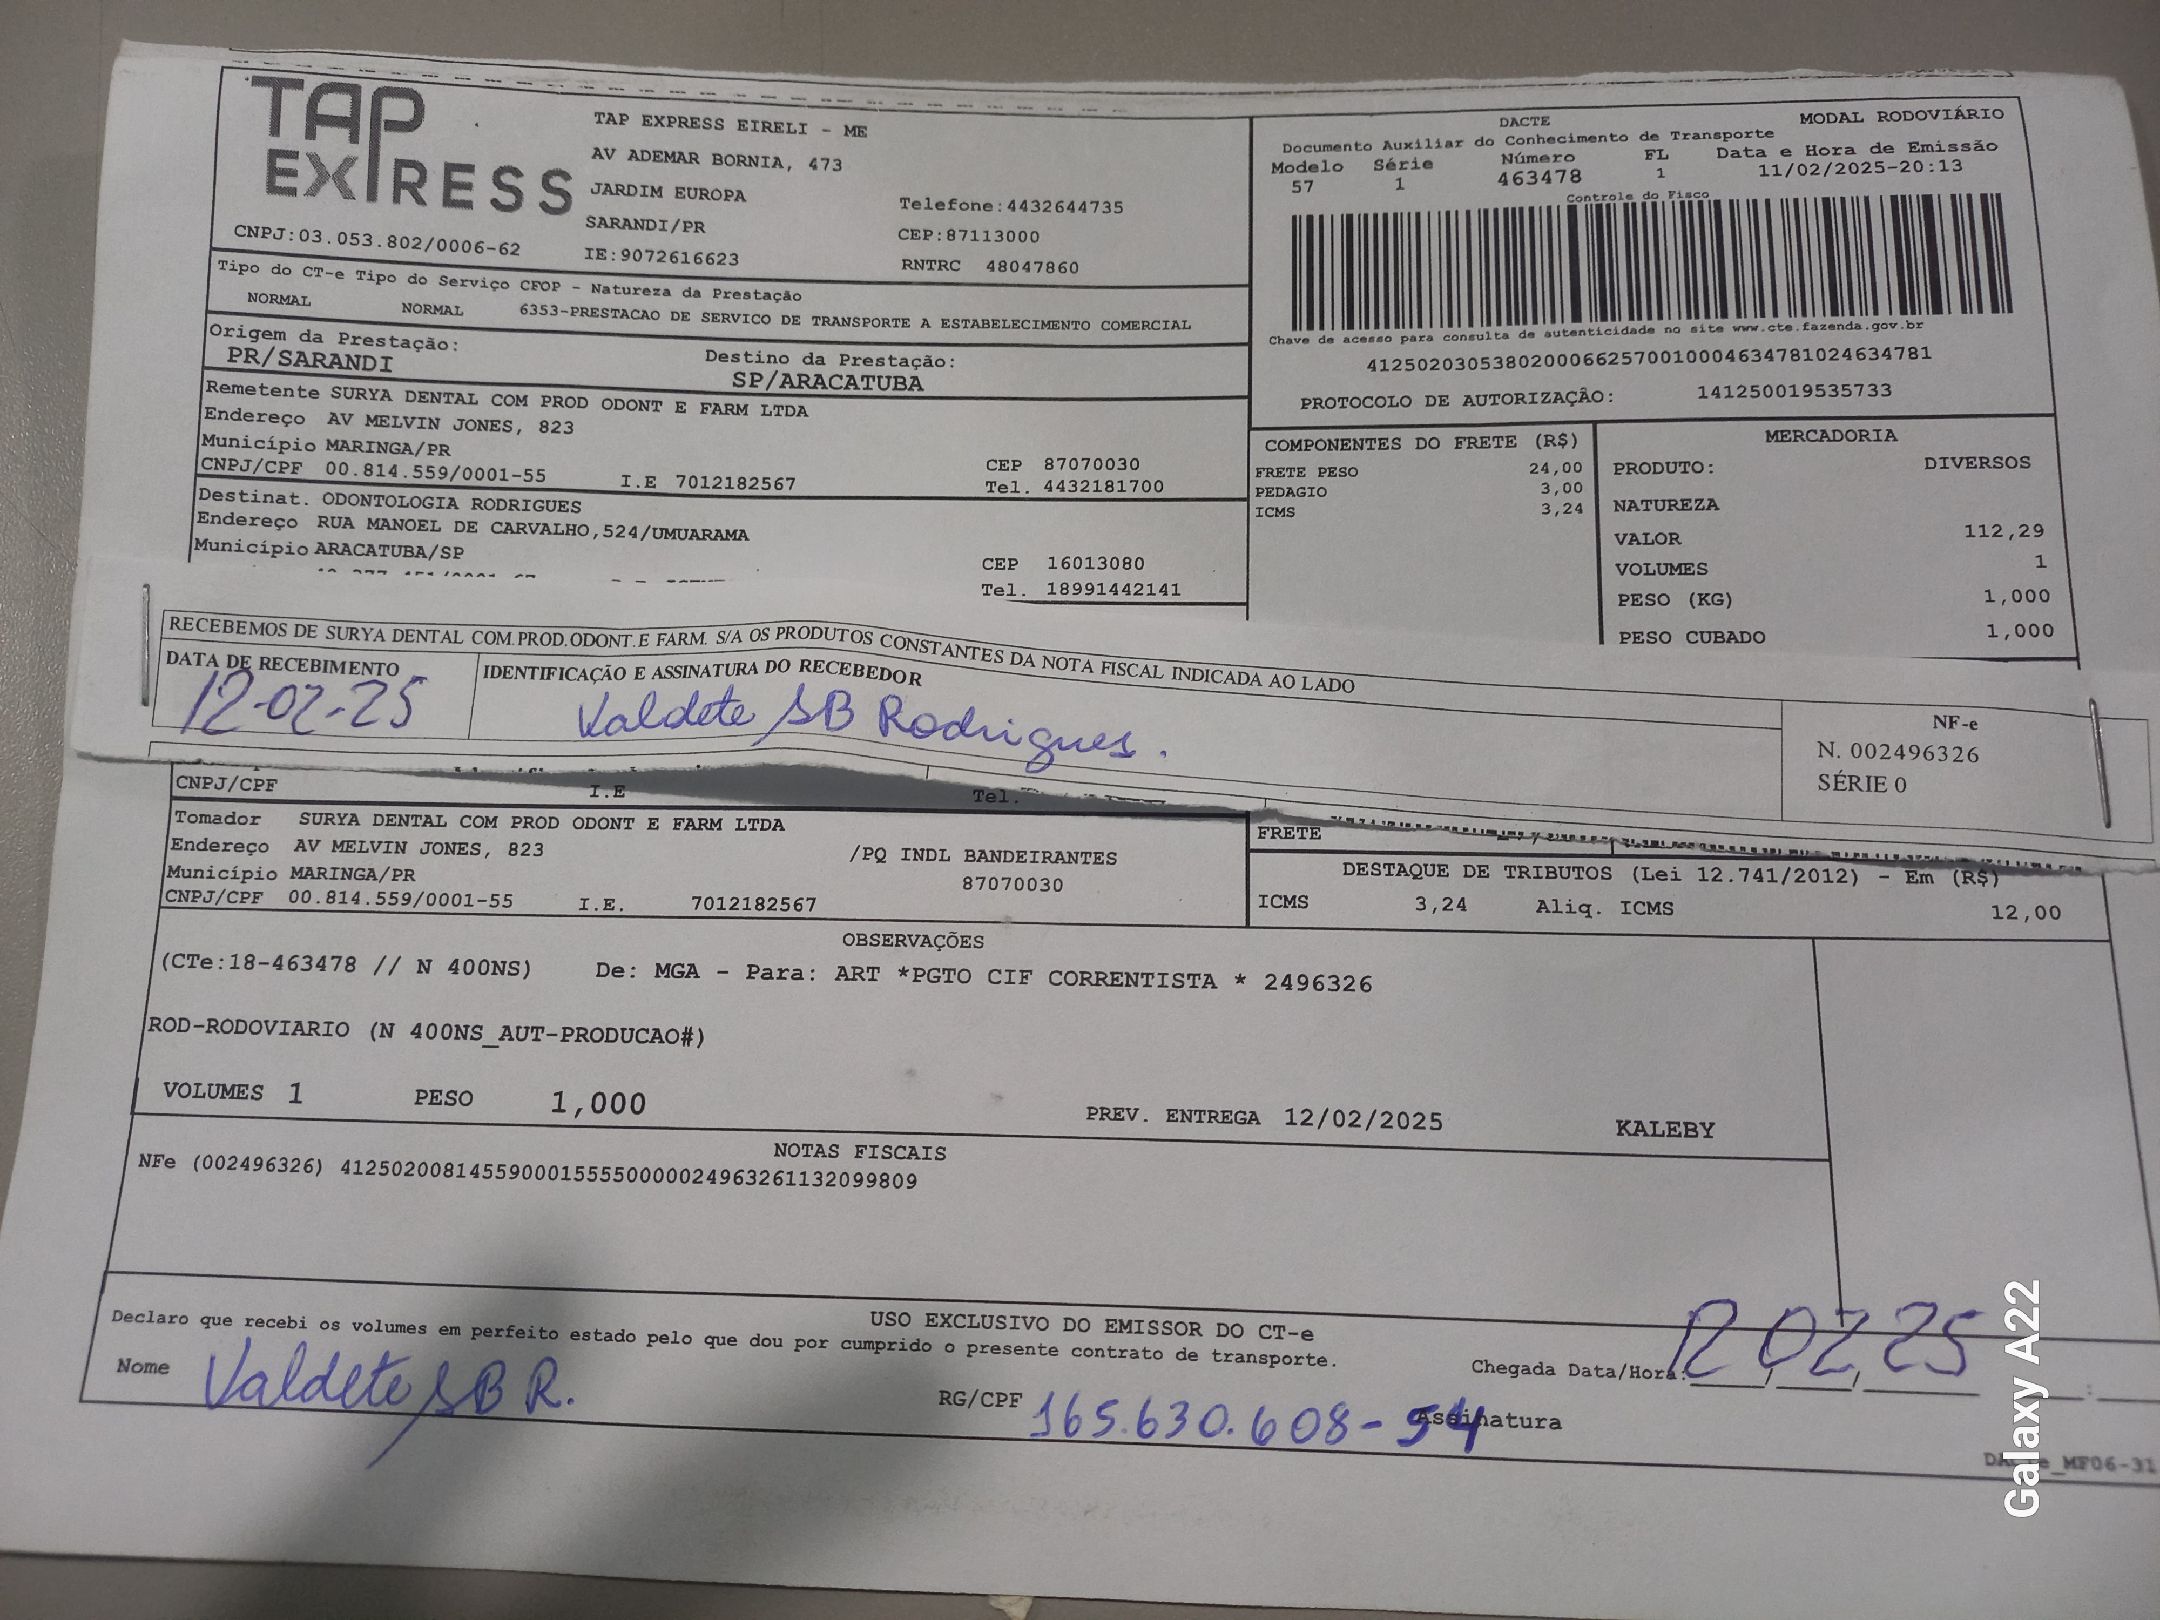 TAP
EXPRESS
TAP EXPRESS EIRELI - ME
AV ADEMAR BORNIA, 473
JARDIM EUROPA
SARANDI/PR
IE:9072616623
Telefone:4432644735
CEP:87113000
RNTRC 48047860
CNPJ:03.053.802/0006-62
DACTE
MODAL RODOVIÁRIO
Documento Auxiliar do Conhecimento de Transporte
Modelo Série Número FL Data e Hora de Emissão
57 1 463478 1 11/02/2025-20:13
Controle do Fisco
Chave de acesso para consulta de autenticidade no site www.cte.fazenda.gov.br
41250203053802000662570010004634781024634781
PROTOCOLO DE AUTORIZAÇÃO: 141250019535733
Tipo do CT-e Tipo do Serviço CFOP - Natureza da Prestação
NORMAL NORMAL 6353-PRESTACAO DE SERVICO DE TRANSPORTE A ESTABELECIMENTO COMERCIAL
Origem da Prestação: Destino da Prestação:
PR/SARANDI SP/ARACATUBA
Remetente SURYA DENTAL COM PROD ODONT E FARM LTDA
Endereço AV MELVIN JONES, 823
Município MARINGA/PR CEP 87070030
CNPJ/CPF 00.814.559/0001-55 I.E 7012182567 Tel. 4432181700
Destinat. ODONTOLOGIA RODRIGUES
Endereço RUA MANOEL DE CARVALHO,524/UMUARAMA
Município ARACATUBA/SP CEP 16013080
Tel. 18991442141
COMPONENTES DO FRETE (R$)
FRETE PESO 24,00
PEDAGIO 3,00
ICMS 3,24
MERCADORIA
PRODUTO: DIVERSOS
NATUREZA
VALOR 112,29
VOLUMES 1
PESO (KG) 1,000
PESO CUBADO 1,000
RECEBEMOS DE SURYA DENTAL COM.PROD.ODONT.E FARM. S/A OS PRODUTOS CONSTANTES DA NOTA FISCAL INDICADA AO LADO
DATA DE RECEBIMENTO IDENTIFICAÇÃO E ASSINATURA DO RECEBEDOR
12-02-25 Valdete SB Rodrigues.
NF-e
N. 002496326
SÉRIE 0
CNPJ/CPF I.E Tel.
Tomador SURYA DENTAL COM PROD ODONT E FARM LTDA
Endereço AV MELVIN JONES, 823 /PQ INDL BANDEIRANTES
Município MARINGA/PR 87070030
CNPJ/CPF 00.814.559/0001-55 I.E. 7012182567
FRETE
DESTAQUE DE TRIBUTOS (Lei 12.741/2012) - Em (R$)
ICMS 3,24 Aliq. ICMS 12,00
OBSERVAÇÕES
(CTe:18-463478 // N 400NS) De: MGA - Para: ART *PGTO CIF CORRENTISTA * 2496326
ROD-RODOVIARIO (N 400NS_AUT-PRODUCAO#)
VOLUMES 1 PESO 1,000 PREV. ENTREGA 12/02/2025 KALEBY
NOTAS FISCAIS
NFe (002496326) 41250200814559000155550000024963261132099809
USO EXCLUSIVO DO EMISSOR DO CT-e
Declaro que recebi os volumes em perfeito estado pelo que dou por cumprido o presente contrato de transporte.
Nome Valdete SB R. RG/CPF 165.630.608-54 Assinatura
Chegada Data/Hora: 12 02 25
Galaxy A22